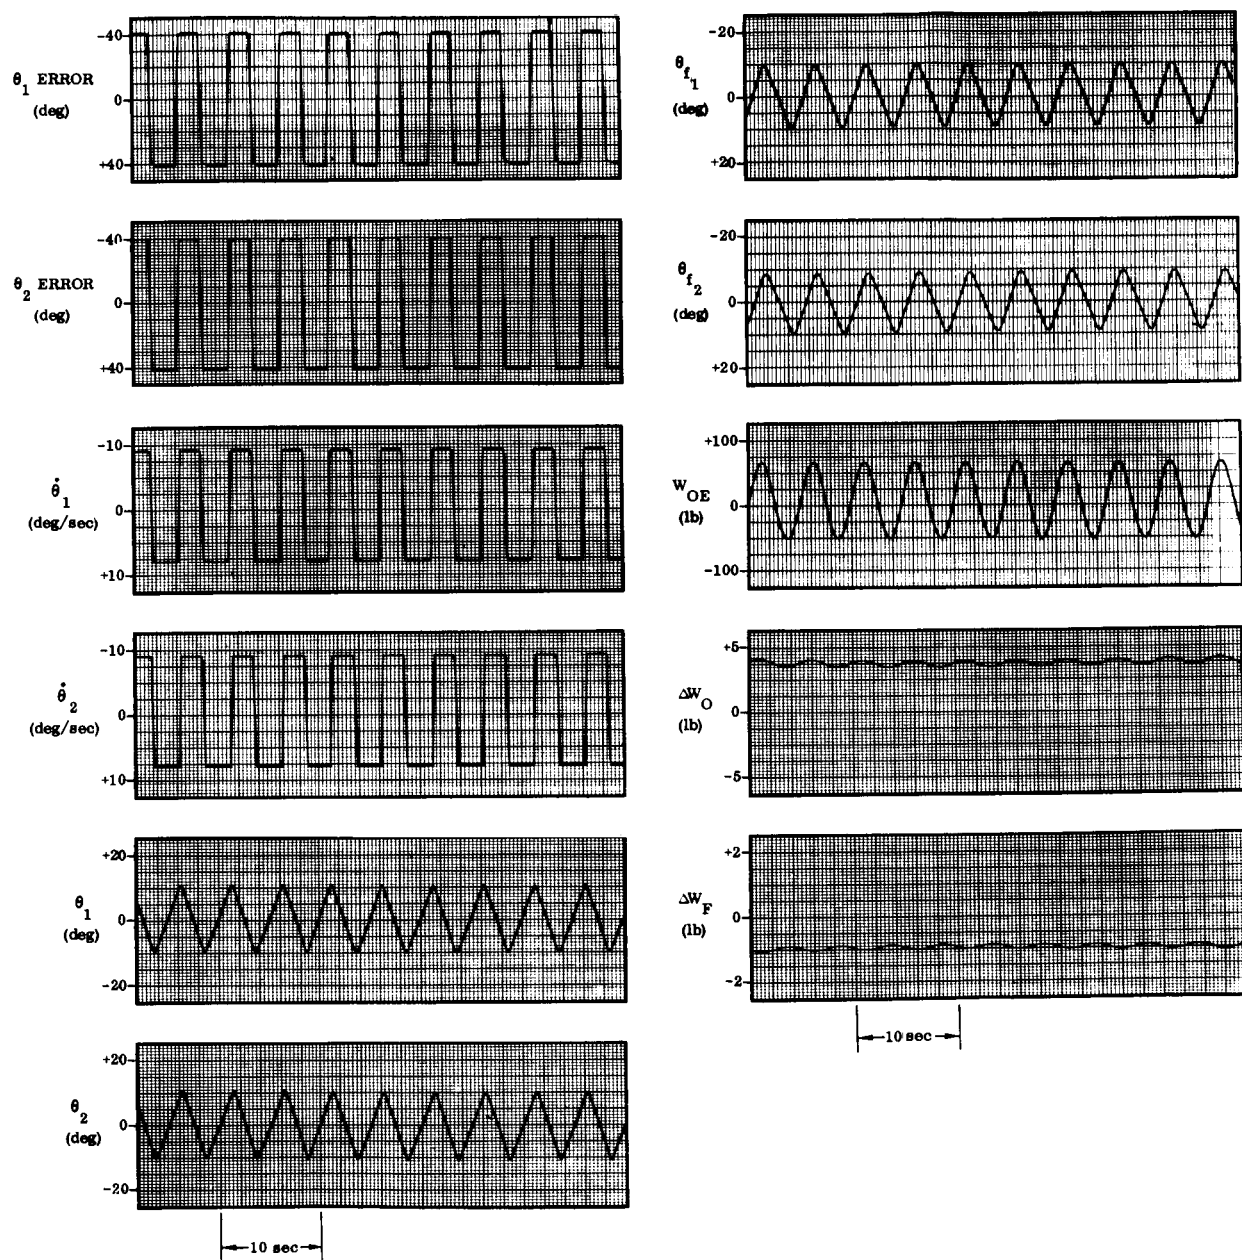 -40
θ1 ERROR
(deg)
0
+40
-40
θ2 ERROR
(deg)
0
+40
-10
θ̇1
(deg/sec)
0
+10
-10
θ̇2
(deg/sec)
0
+10
+20
θ1
(deg)
0
-20
+20
θ2
(deg)
0
-20
10 sec
-20
θf1
(deg)
0
+20
-20
θf2
(deg)
0
+20
+100
WOE
(lb)
0
-100
+5
ΔWO
(lb)
0
-5
+2
ΔWF
(lb)
0
-2
10 sec